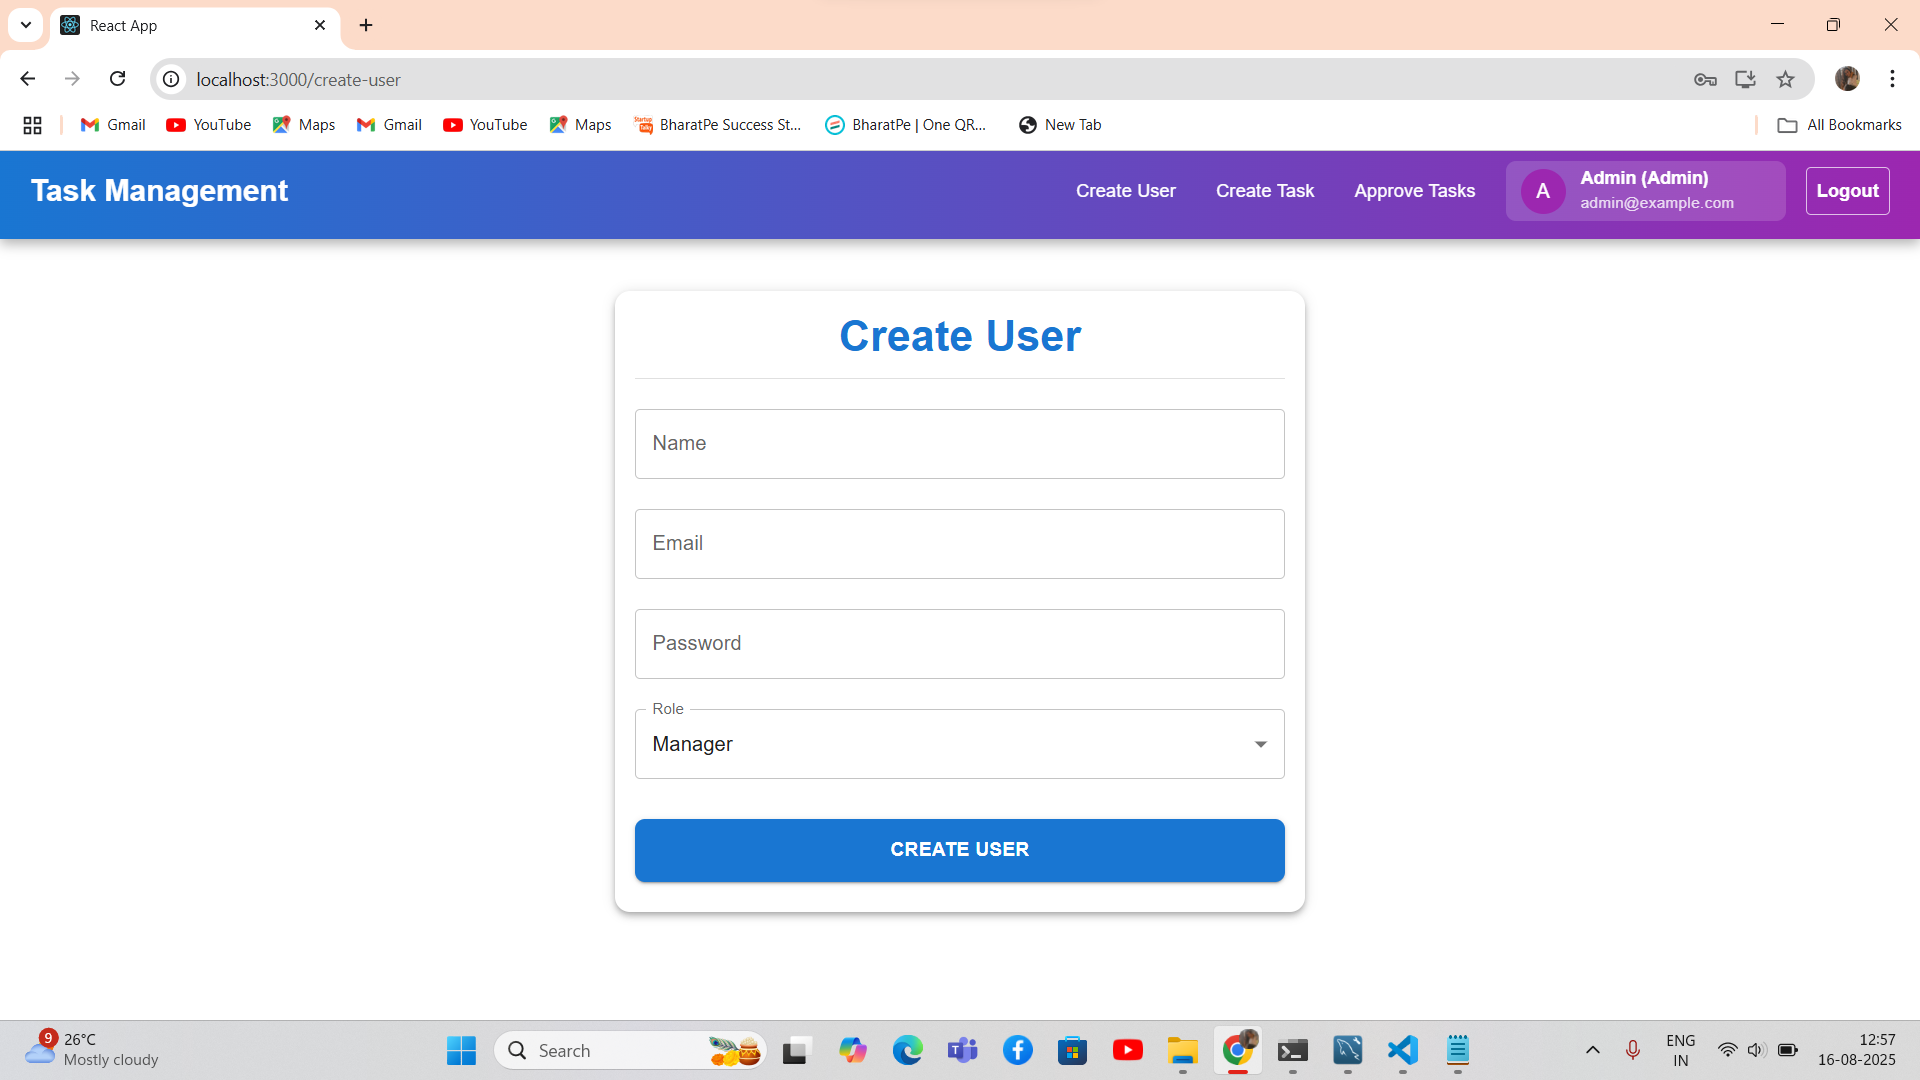 React App
localhost:3000/create-user
Gmail YouTube Maps Gmail YouTube Maps BharatPe Success St... BharatPe | One QR... New Tab All Bookmarks
Task Management Create User Create Task Approve Tasks A Admin (Admin) Logout
admin@example.com
Create User
Name
Email
Password
Role
Manager
CREATE USER
9 26°C
Mostly cloudy
Search
ENG
IN
12:57
16-08-2025